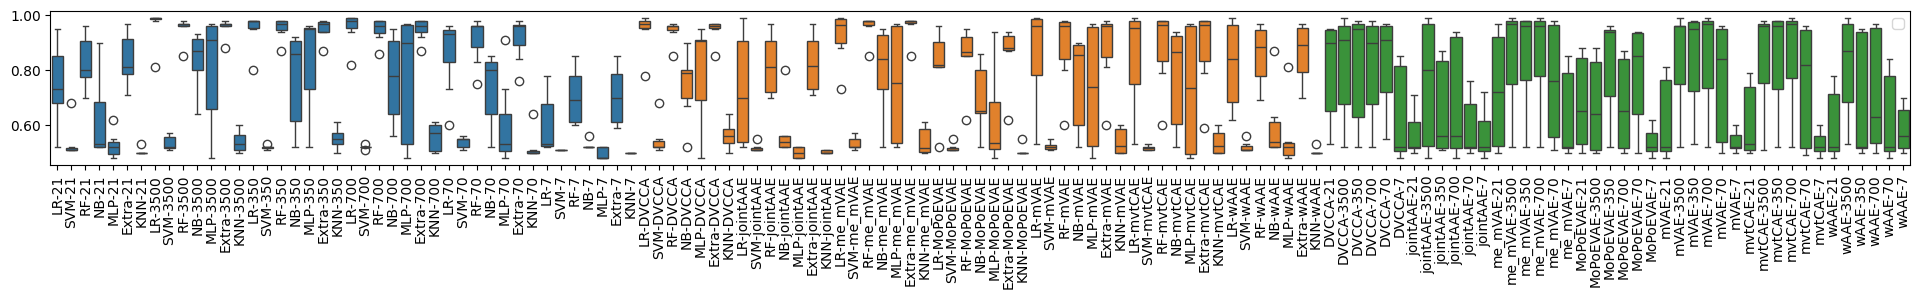 1.00
0.80
0.60
LR-21
SVM-21
RF-21
NB-21
MLP-21
Extra-21
KNN-21
LR-3500
SVM-3500
RF-3500
NB-3500
MLP-3500
Extra-3500
KNN-3500
LR-350
SVM-350
RF-350
NB-350
MLP-350
Extra-350
KNN-350
LR-700
SVM-700
RF-700
NB-700
MLP-700
Extra-700
KNN-700
LR-70
SVM-70
RF-70
NB-70
MLP-70
Extra-70
KNN-70
LR-7
SVM-7
RF-7
NB-7
MLP-7
Extra-7
KNN-7
LR-DVCCA
SVM-DVCCA
RF-DVCCA
NB-DVCCA
MLP-DVCCA
Extra-DVCCA
KNN-DVCCA
LR-jointAAE
SVM-jointAAE
RF-jointAAE
NB-jointAAE
MLP-jointAAE
Extra-jointAAE
KNN-jointAAE
LR-me_mVAE
SVM-me_mVAE
RF-me_mVAE
NB-me_mVAE
MLP-me_mVAE
Extra-me_mVAE
KNN-me_mVAE
LR-MoPoEVAE
SVM-MoPoEVAE
RF-MoPoEVAE
NB-MoPoEVAE
MLP-MoPoEVAE
Extra-MoPoEVAE
KNN-MoPoEVAE
LR-mVAE
SVM-mVAE
RF-mVAE
NB-mVAE
MLP-mVAE
Extra-mVAE
KNN-mVAE
LR-mvtCAE
SVM-mvtCAE
RF-mvtCAE
NB-mvtCAE
MLP-mvtCAE
Extra-mvtCAE
KNN-mvtCAE
LR-wAAE
SVM-wAAE
RF-wAAE
NB-wAAE
MLP-wAAE
Extra-wAAE
KNN-wAAE
DVCCA-21
DVCCA-3500
DVCCA-350
DVCCA-700
DVCCA-70
DVCCA-7
jointAAE-21
jointAAE-3500
jointAAE-350
jointAAE-700
jointAAE-70
jointAAE-7
me_mVAE-21
me_mVAE-3500
me_mVAE-350
me_mVAE-700
me_mVAE-70
me_mVAE-7
MoPoEVAE-21
MoPoEVAE-3500
MoPoEVAE-350
MoPoEVAE-700
MoPoEVAE-70
MoPoEVAE-7
mVAE-21
mVAE-3500
mVAE-350
mVAE-700
mVAE-70
mVAE-7
mvtCAE-21
mvtCAE-3500
mvtCAE-350
mvtCAE-700
mvtCAE-70
mvtCAE-7
wAAE-21
wAAE-3500
wAAE-350
wAAE-700
wAAE-70
wAAE-7